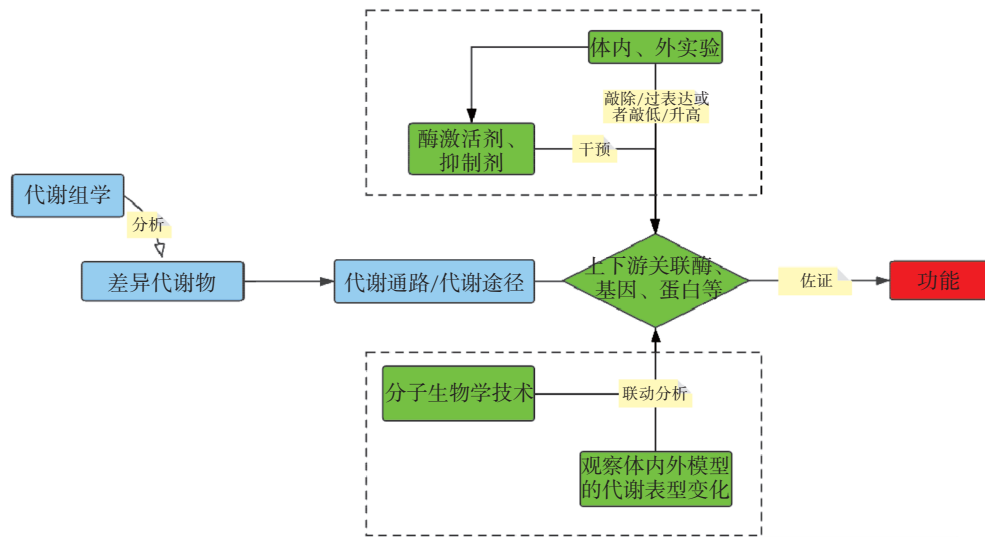 体内、外实验
敲除/过表达或
者敲低/升高
酶激活剂、
抑制剂
干预
代谢组学
分析
差异代谢物
代谢通路/代谢途径
上下游关联酶、
基因、蛋白等
佐证
功能
分子生物学技术
联动分析
观察体内外模型
的代谢表型变化